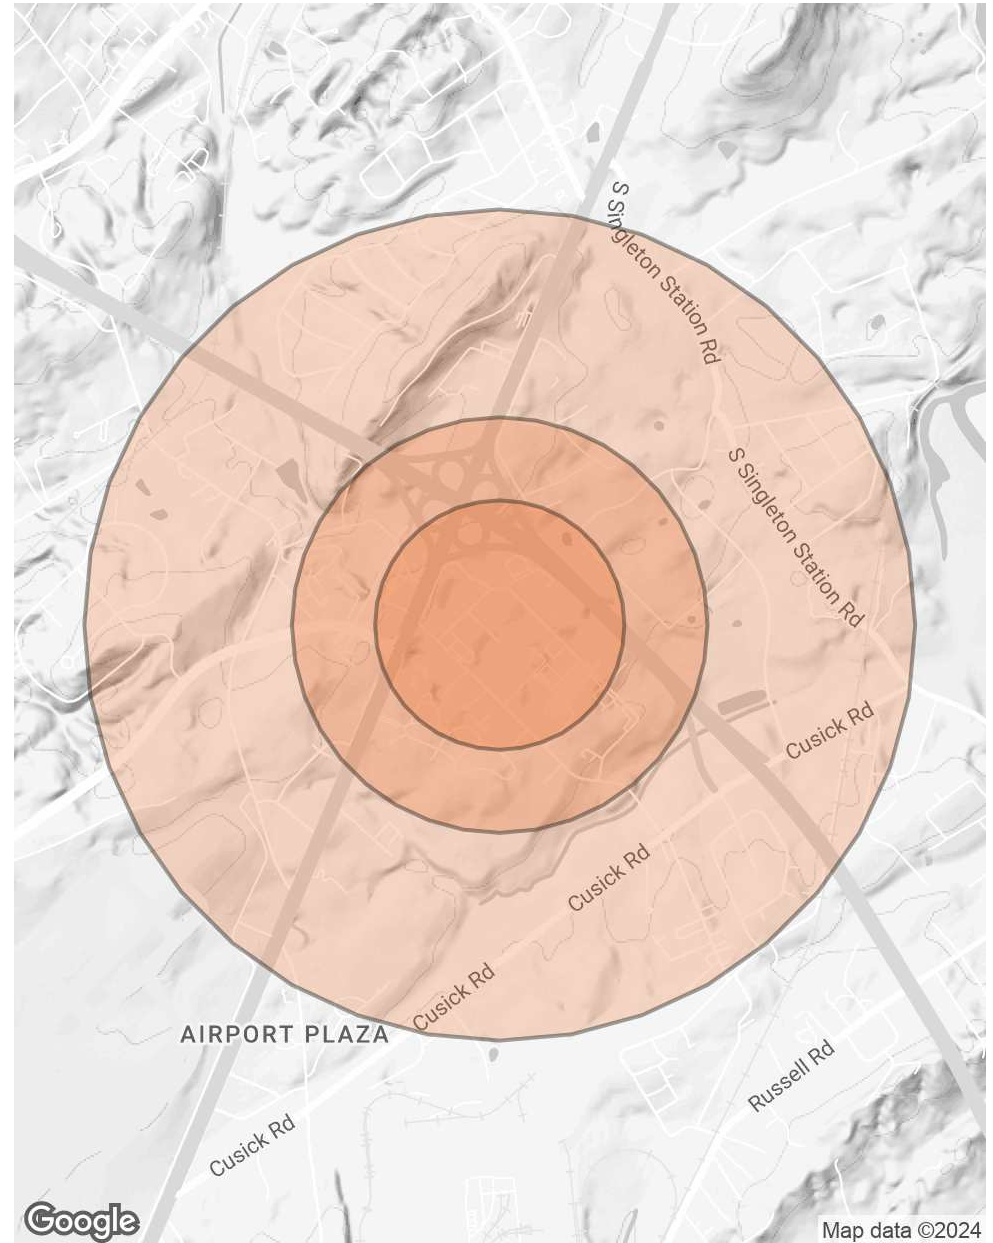 S Singleton Station Rd
S Singleton Station Rd
Cusick Rd
Cusick Rd
Cusick Rd
AIRPORT PLAZA
Russell Rd
Cusick Rd
Google
Map data ©2024